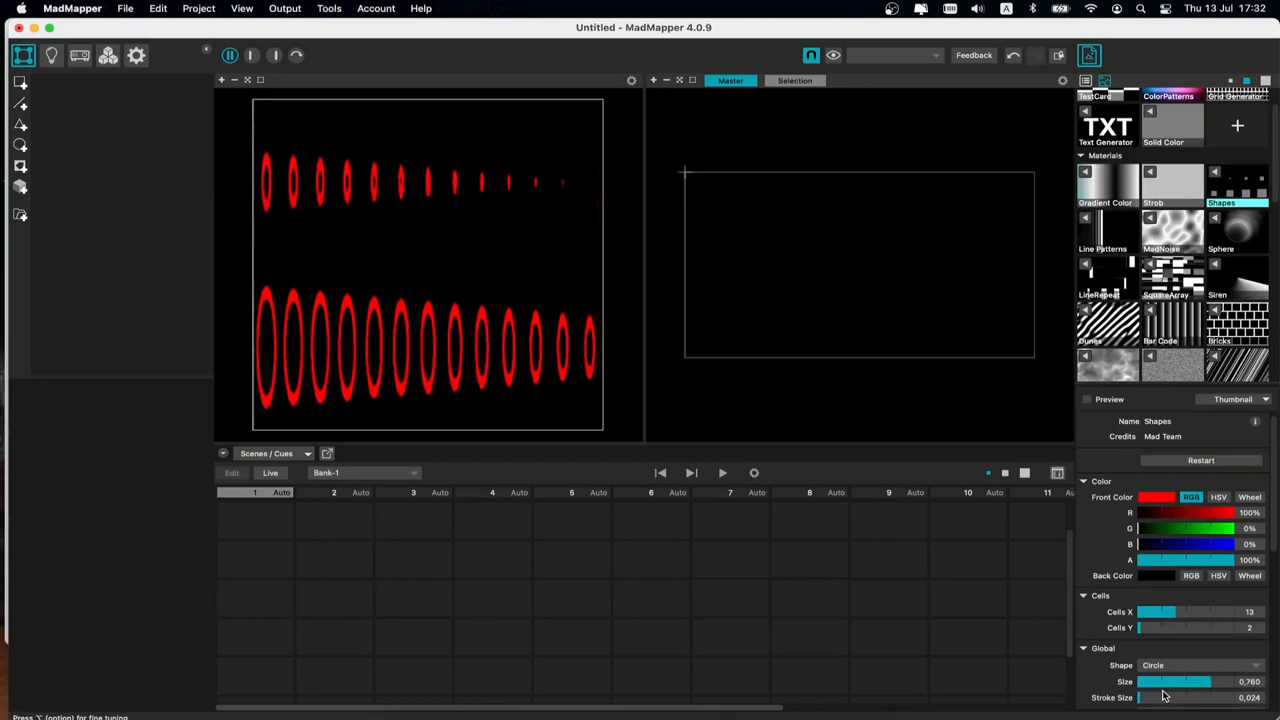 MadMapper File Edit Project View Output Tools Account Help A Thu 13 Jul 17:32
Untitled - MadMapper 4.0.9
Feedback
Master Selection
TestCard ColorPatterns Grid Generator
TXT
Text Generator Solid Color
Materials
Gradient Color Strob Shapes
Line Patterns MadNoise Sphere
LineRepeat SquareArray Siren
Dunes Bar Code Bricks
Preview Thumbnail
Name Shapes
Credits Mad Team
Restart
Scenes / Cues
Edit Live Bank-1
1 Auto 2 Auto 3 Auto 4 Auto 5 Auto 6 Auto 7 Auto 8 Auto 9 Auto 10 Auto 11 Au
Color
Front Color RGB HSV Wheel
R 100%
G 0%
B 0%
A 100%
Back Color RGB HSV Wheel
Cells
Cells X 13
Cells Y 2
Global
Shape Circle
Size 0,760
Stroke Size 0,024
Press ⌥ (option) for fine tuning